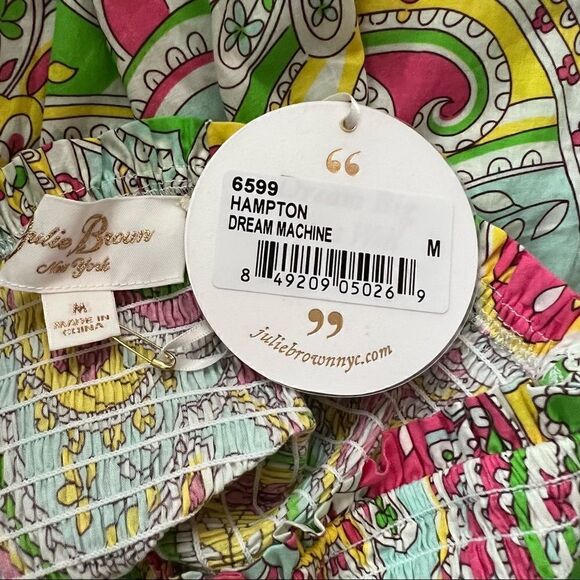 Julie Brown
New York
M
MADE IN
CHINA
“
6599
HAMPTON
DREAM MACHINE
M
8 49209 05026 9
”
juliebrownnyc.com